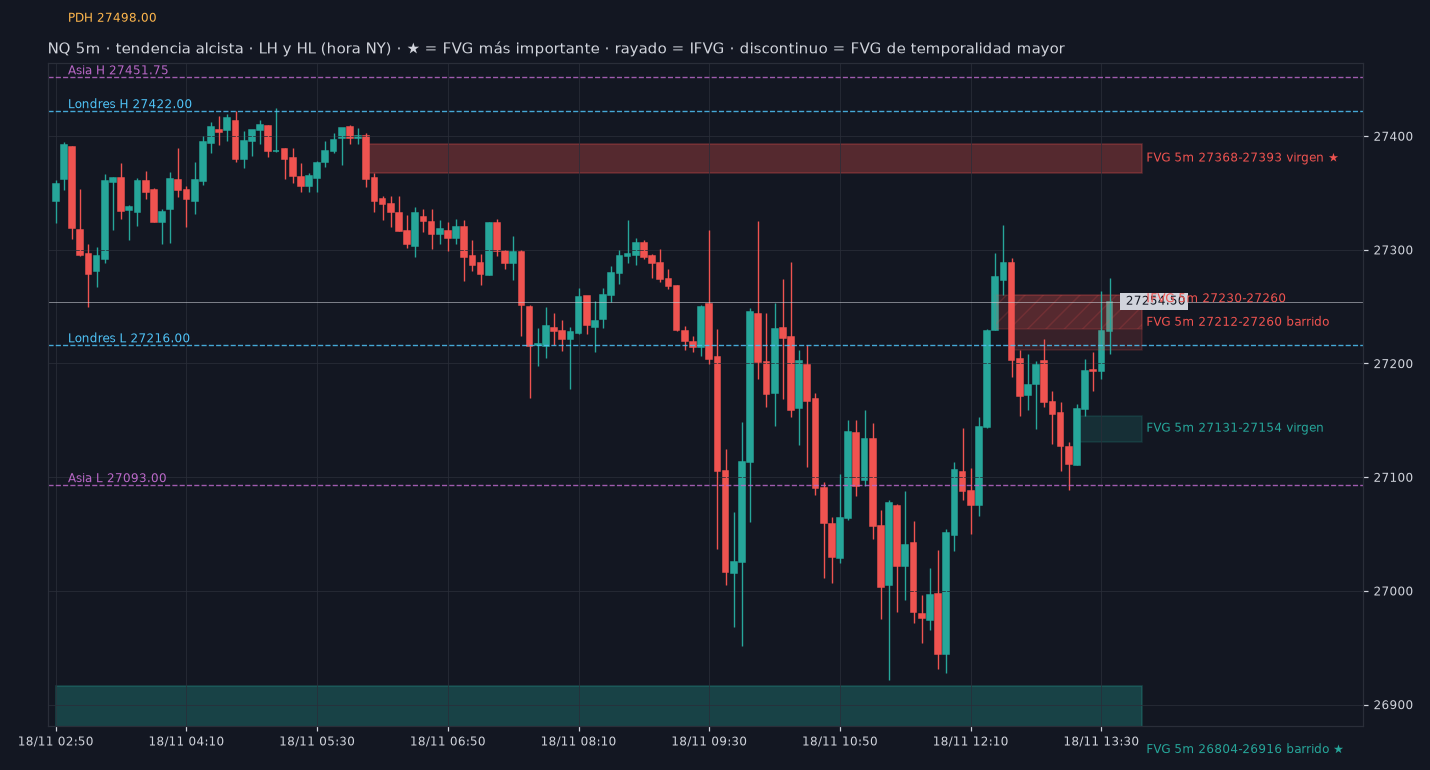 PDH 27498.00
NQ 5m · tendencia alcista · LH y HL (hora NY) · ★ = FVG más importante · rayado = IFVG · discontinuo = FVG de temporalidad mayor
Asia H 27451.75
Londres H 27422.00
27400
FVG 5m 27368-27393 virgen ★
27300
27254.50
5m 27230-27260
FVG 5m 27212-27260 barrido
Londres L 27216.00
27200
FVG 5m 27131-27154 virgen
Asia L 27093.00
27100
27000
26900
18/11 02:50
18/11 04:10
18/11 05:30
18/11 06:50
18/11 08:10
18/11 09:30
18/11 10:50
18/11 12:10
18/11 13:30
FVG 5m 26804-26916 barrido ★